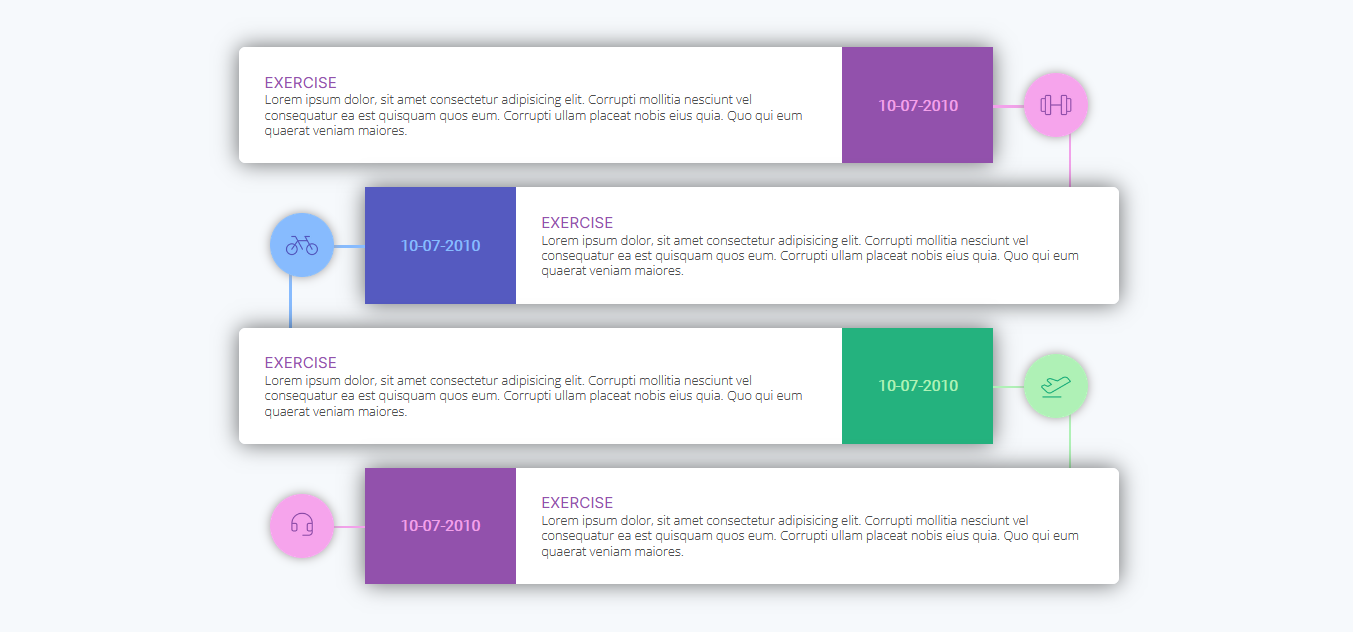 EXERCISE
Lorem ipsum dolor, sit amet consectetur adipisicing elit. Corrupti mollitia nesciunt vel
consequatur ea est quisquam quos eum. Corrupti ullam placeat nobis eius quia. Quo qui eum
quaerat veniam maiores.
10-07-2010
10-07-2010
EXERCISE
Lorem ipsum dolor, sit amet consectetur adipisicing elit. Corrupti mollitia nesciunt vel
consequatur ea est quisquam quos eum. Corrupti ullam placeat nobis eius quia. Quo qui eum
quaerat veniam maiores.
EXERCISE
Lorem ipsum dolor, sit amet consectetur adipisicing elit. Corrupti mollitia nesciunt vel
consequatur ea est quisquam quos eum. Corrupti ullam placeat nobis eius quia. Quo qui eum
quaerat veniam maiores.
10-07-2010
10-07-2010
EXERCISE
Lorem ipsum dolor, sit amet consectetur adipisicing elit. Corrupti mollitia nesciunt vel
consequatur ea est quisquam quos eum. Corrupti ullam placeat nobis eius quia. Quo qui eum
quaerat veniam maiores.